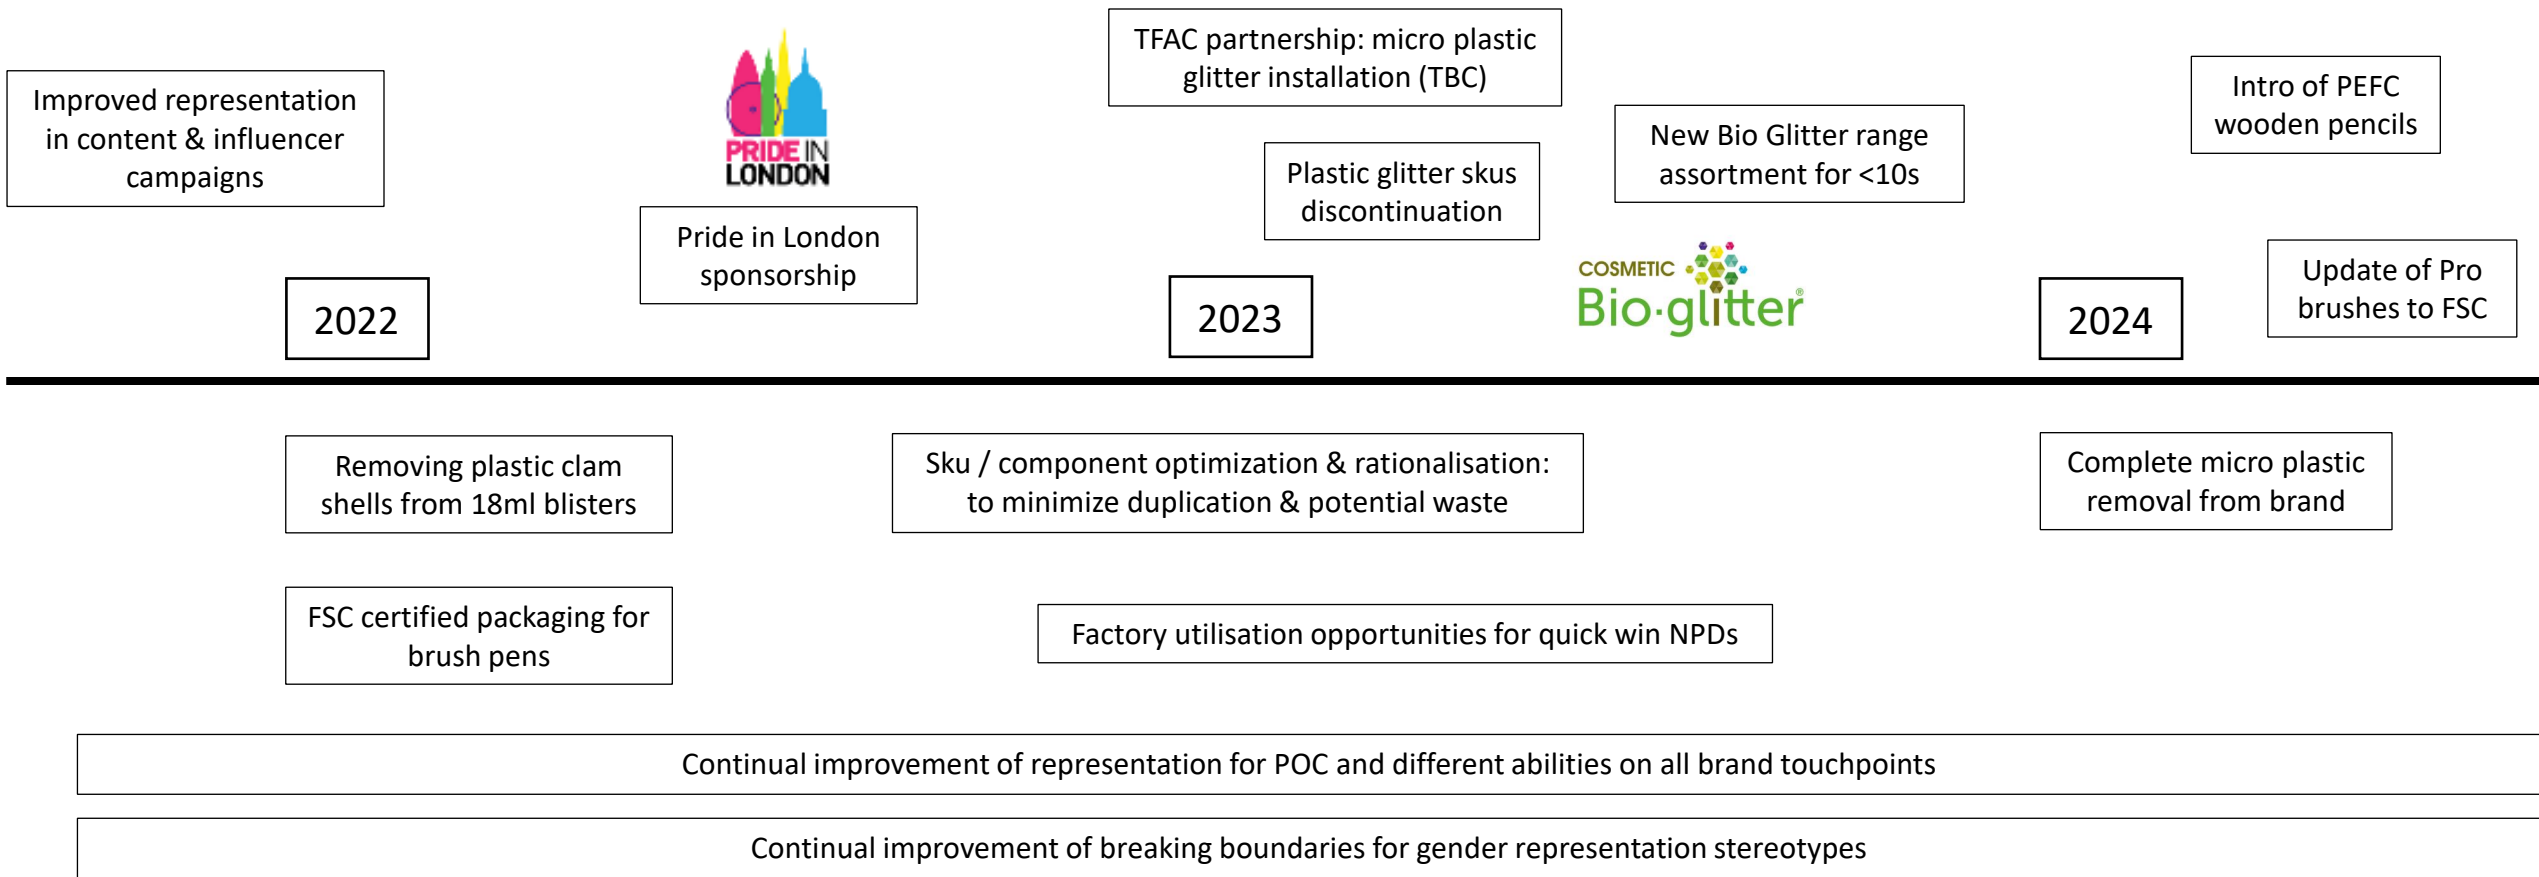 Improved representation
in content & influencer
campaigns
PRIDE IN
LONDON
Pride in London
sponsorship
TFAC partnership: micro plastic
glitter installation (TBC)
Plastic glitter skus
discontinuation
New Bio Glitter range
assortment for <10s
COSMETIC
Bio·glitter®
Intro of PEFC
wooden pencils
Update of Pro
brushes to FSC
2022
2023
2024
Removing plastic clam
shells from 18ml blisters
Sku / component optimization & rationalisation:
to minimize duplication & potential waste
Complete micro plastic
removal from brand
FSC certified packaging for
brush pens
Factory utilisation opportunities for quick win NPDs
Continual improvement of representation for POC and different abilities on all brand touchpoints
Continual improvement of breaking boundaries for gender representation stereotypes